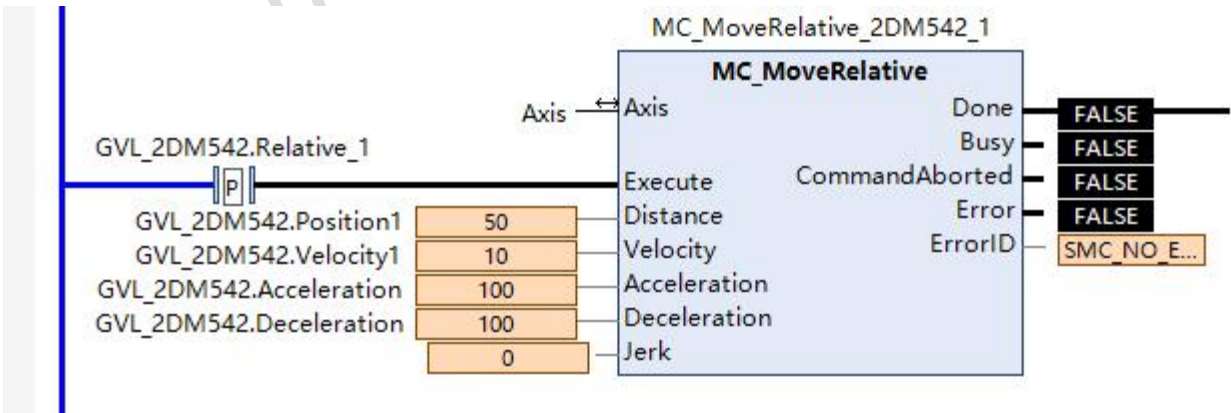 MC_MoveRelative_2DM542_1
MC_MoveRelative
Axis Axis Done FALSE
GVL_2DM542.Relative_1 Busy FALSE
P Execute CommandAborted FALSE
GVL_2DM542.Position1 50 Distance Error FALSE
GVL_2DM542.Velocity1 10 Velocity ErrorID SMC_NO_E...
GVL_2DM542.Acceleration 100 Acceleration
GVL_2DM542.Deceleration 100 Deceleration
0 Jerk